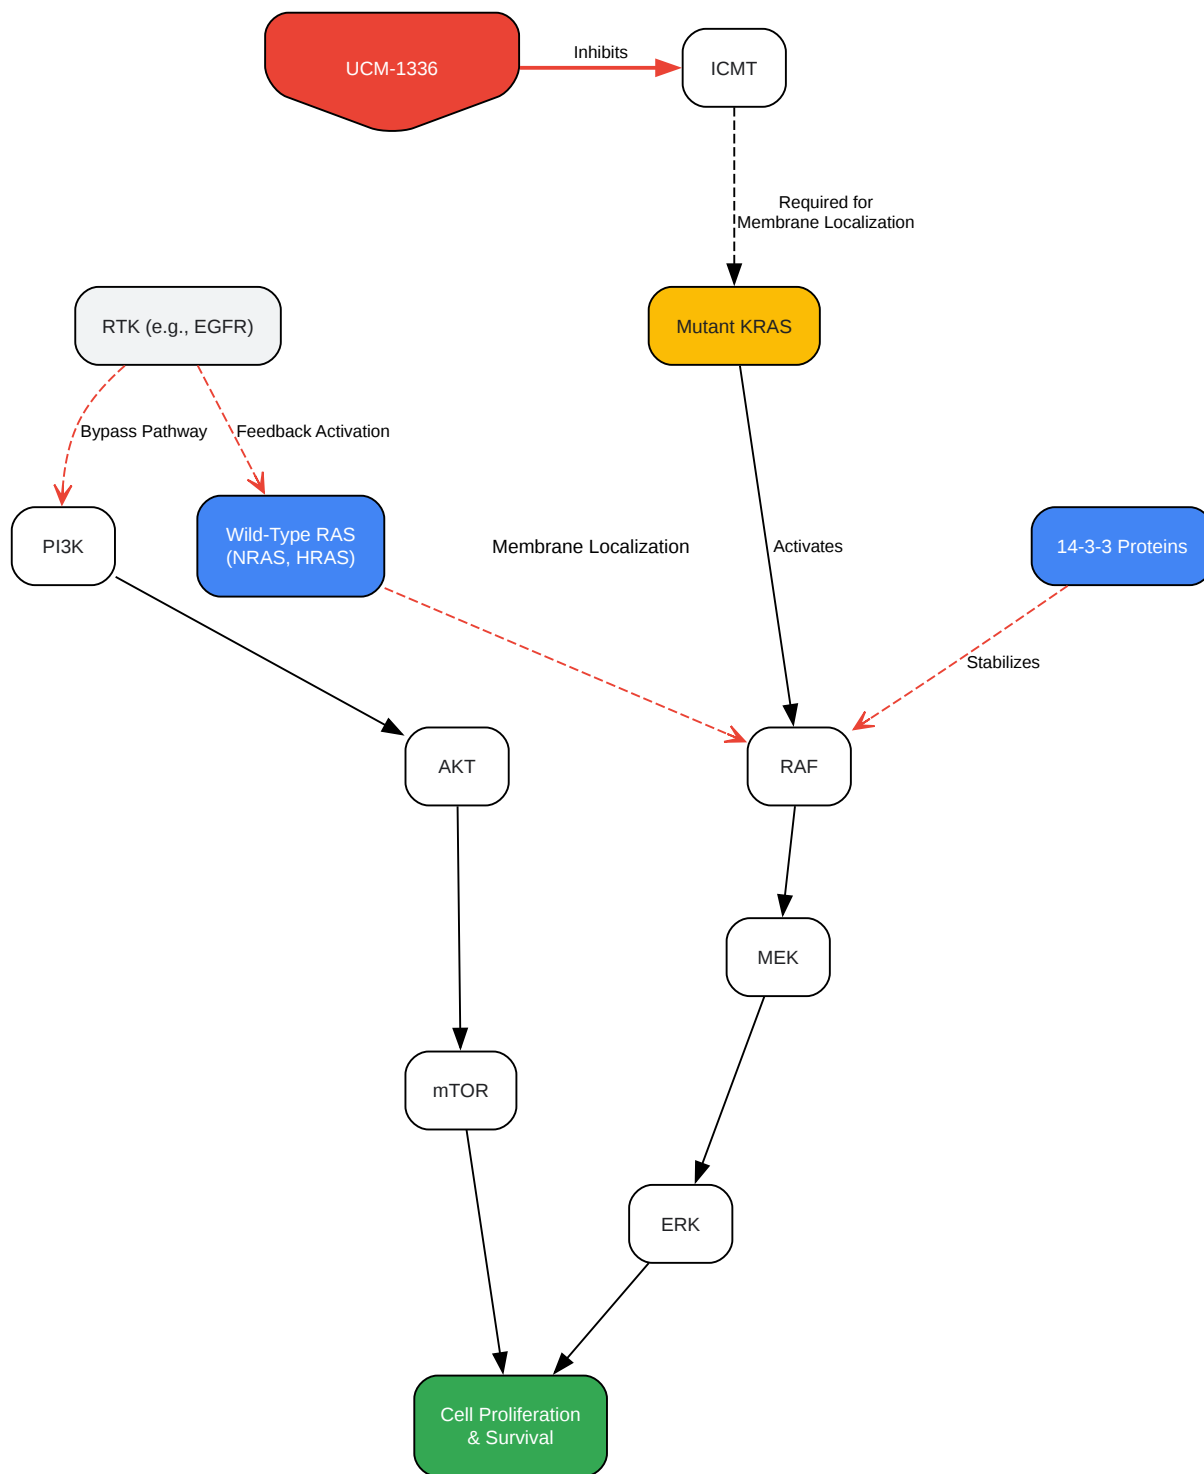 UCM-1336
Inhibits
ICMT
Required for
Membrane Localization
RTK (e.g., EGFR)
Mutant KRAS
Bypass Pathway
Feedback Activation
PI3K
Wild-Type RAS
(NRAS, HRAS)
Membrane Localization
Activates
14-3-3 Proteins
Stabilizes
AKT
RAF
MEK
mTOR
ERK
Cell Proliferation
& Survival